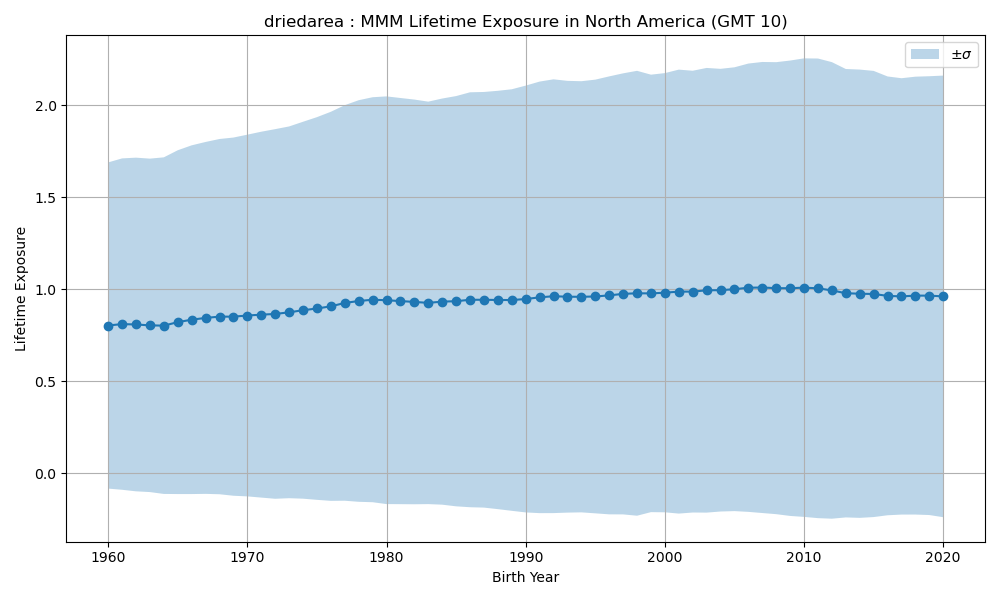 driedarea : MMM Lifetime Exposure in North America (GMT 10)
±σ
Lifetime Exposure
2.0
1.5
1.0
0.5
0.0
1960 1970 1980 1990 2000 2010 2020
Birth Year